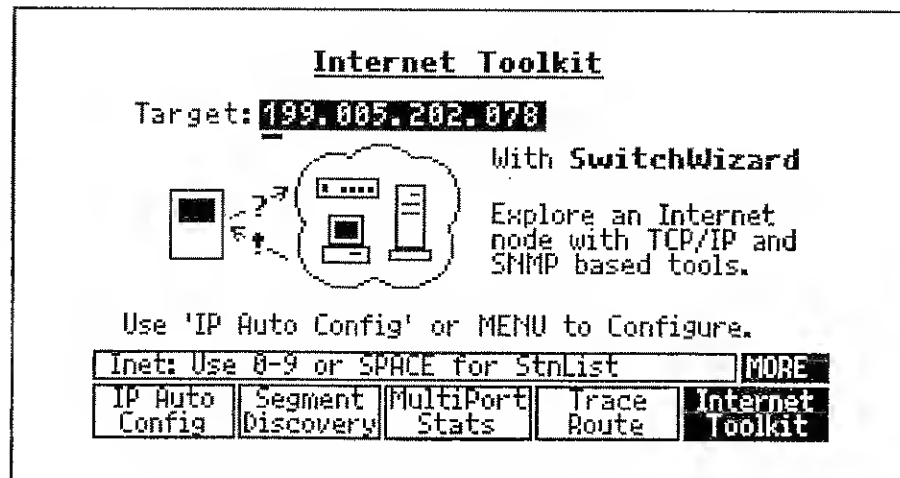 Internet Toolkit
Target:199.005.202.078
With SwitchWizard
?
Explore an Internet
node with TCP/IP and
SNMP based tools.
Use 'IP Auto Config' or MENU to Configure.
Inet: Use 0-9 or SPACE for StnList MORE
IP Auto Config
Segment Discovery
MultiPort Stats
Trace Route
Internet Toolkit